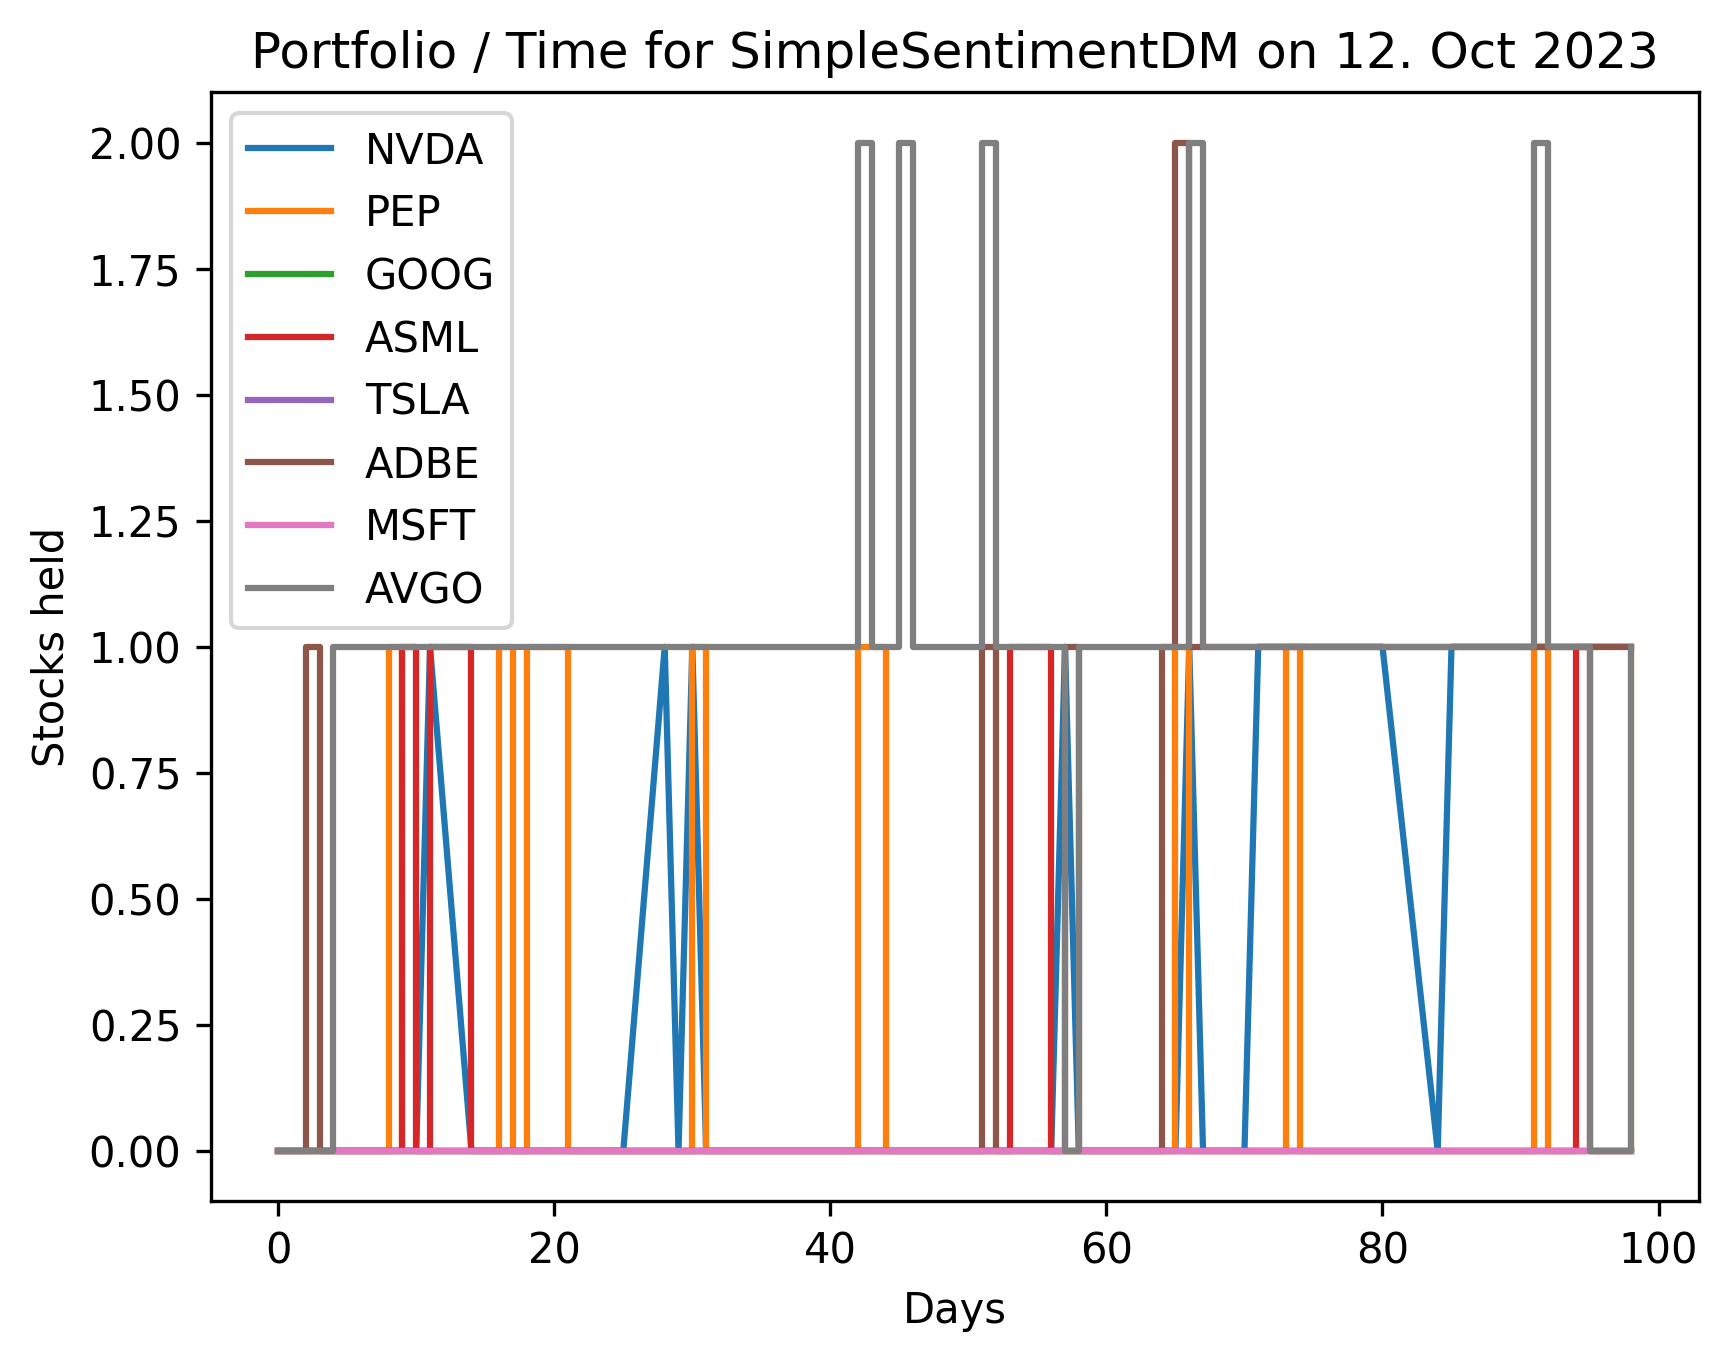 Portfolio / Time for SimpleSentimentDM on 12. Oct 2023
NVDA
PEP
GOOG
ASML
TSLA
ADBE
MSFT
AVGO
2.00
1.75
1.50
1.25
1.00
0.75
0.50
0.25
0.00
Stocks held
0 20 40 60 80 100
Days